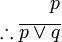 p
∴ p ∨ q